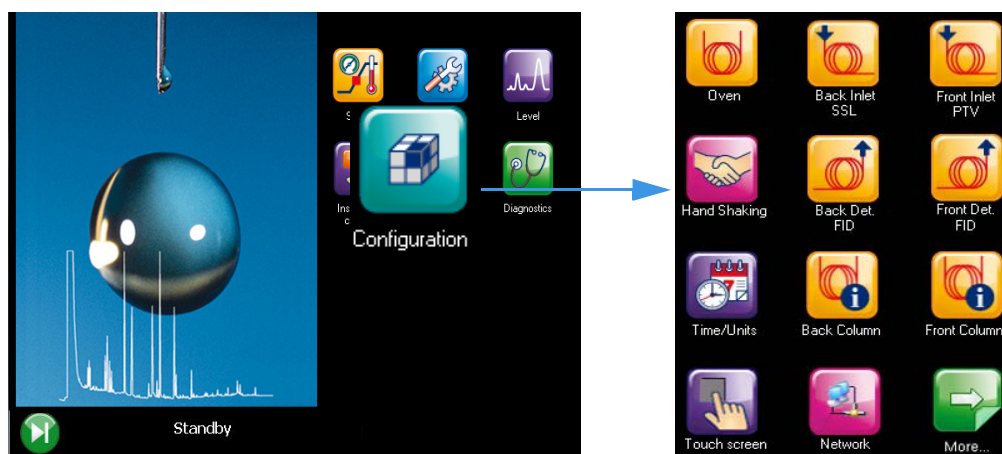 Level
Diagnostics
Configuration
Standby
Oven
Back Inlet
SSL
Front Inlet
PTV
Hand Shaking
Back Det.
FID
Front Det.
FID
Time/Units
7
Back Column
Front Column
Touch screen
Network
More...